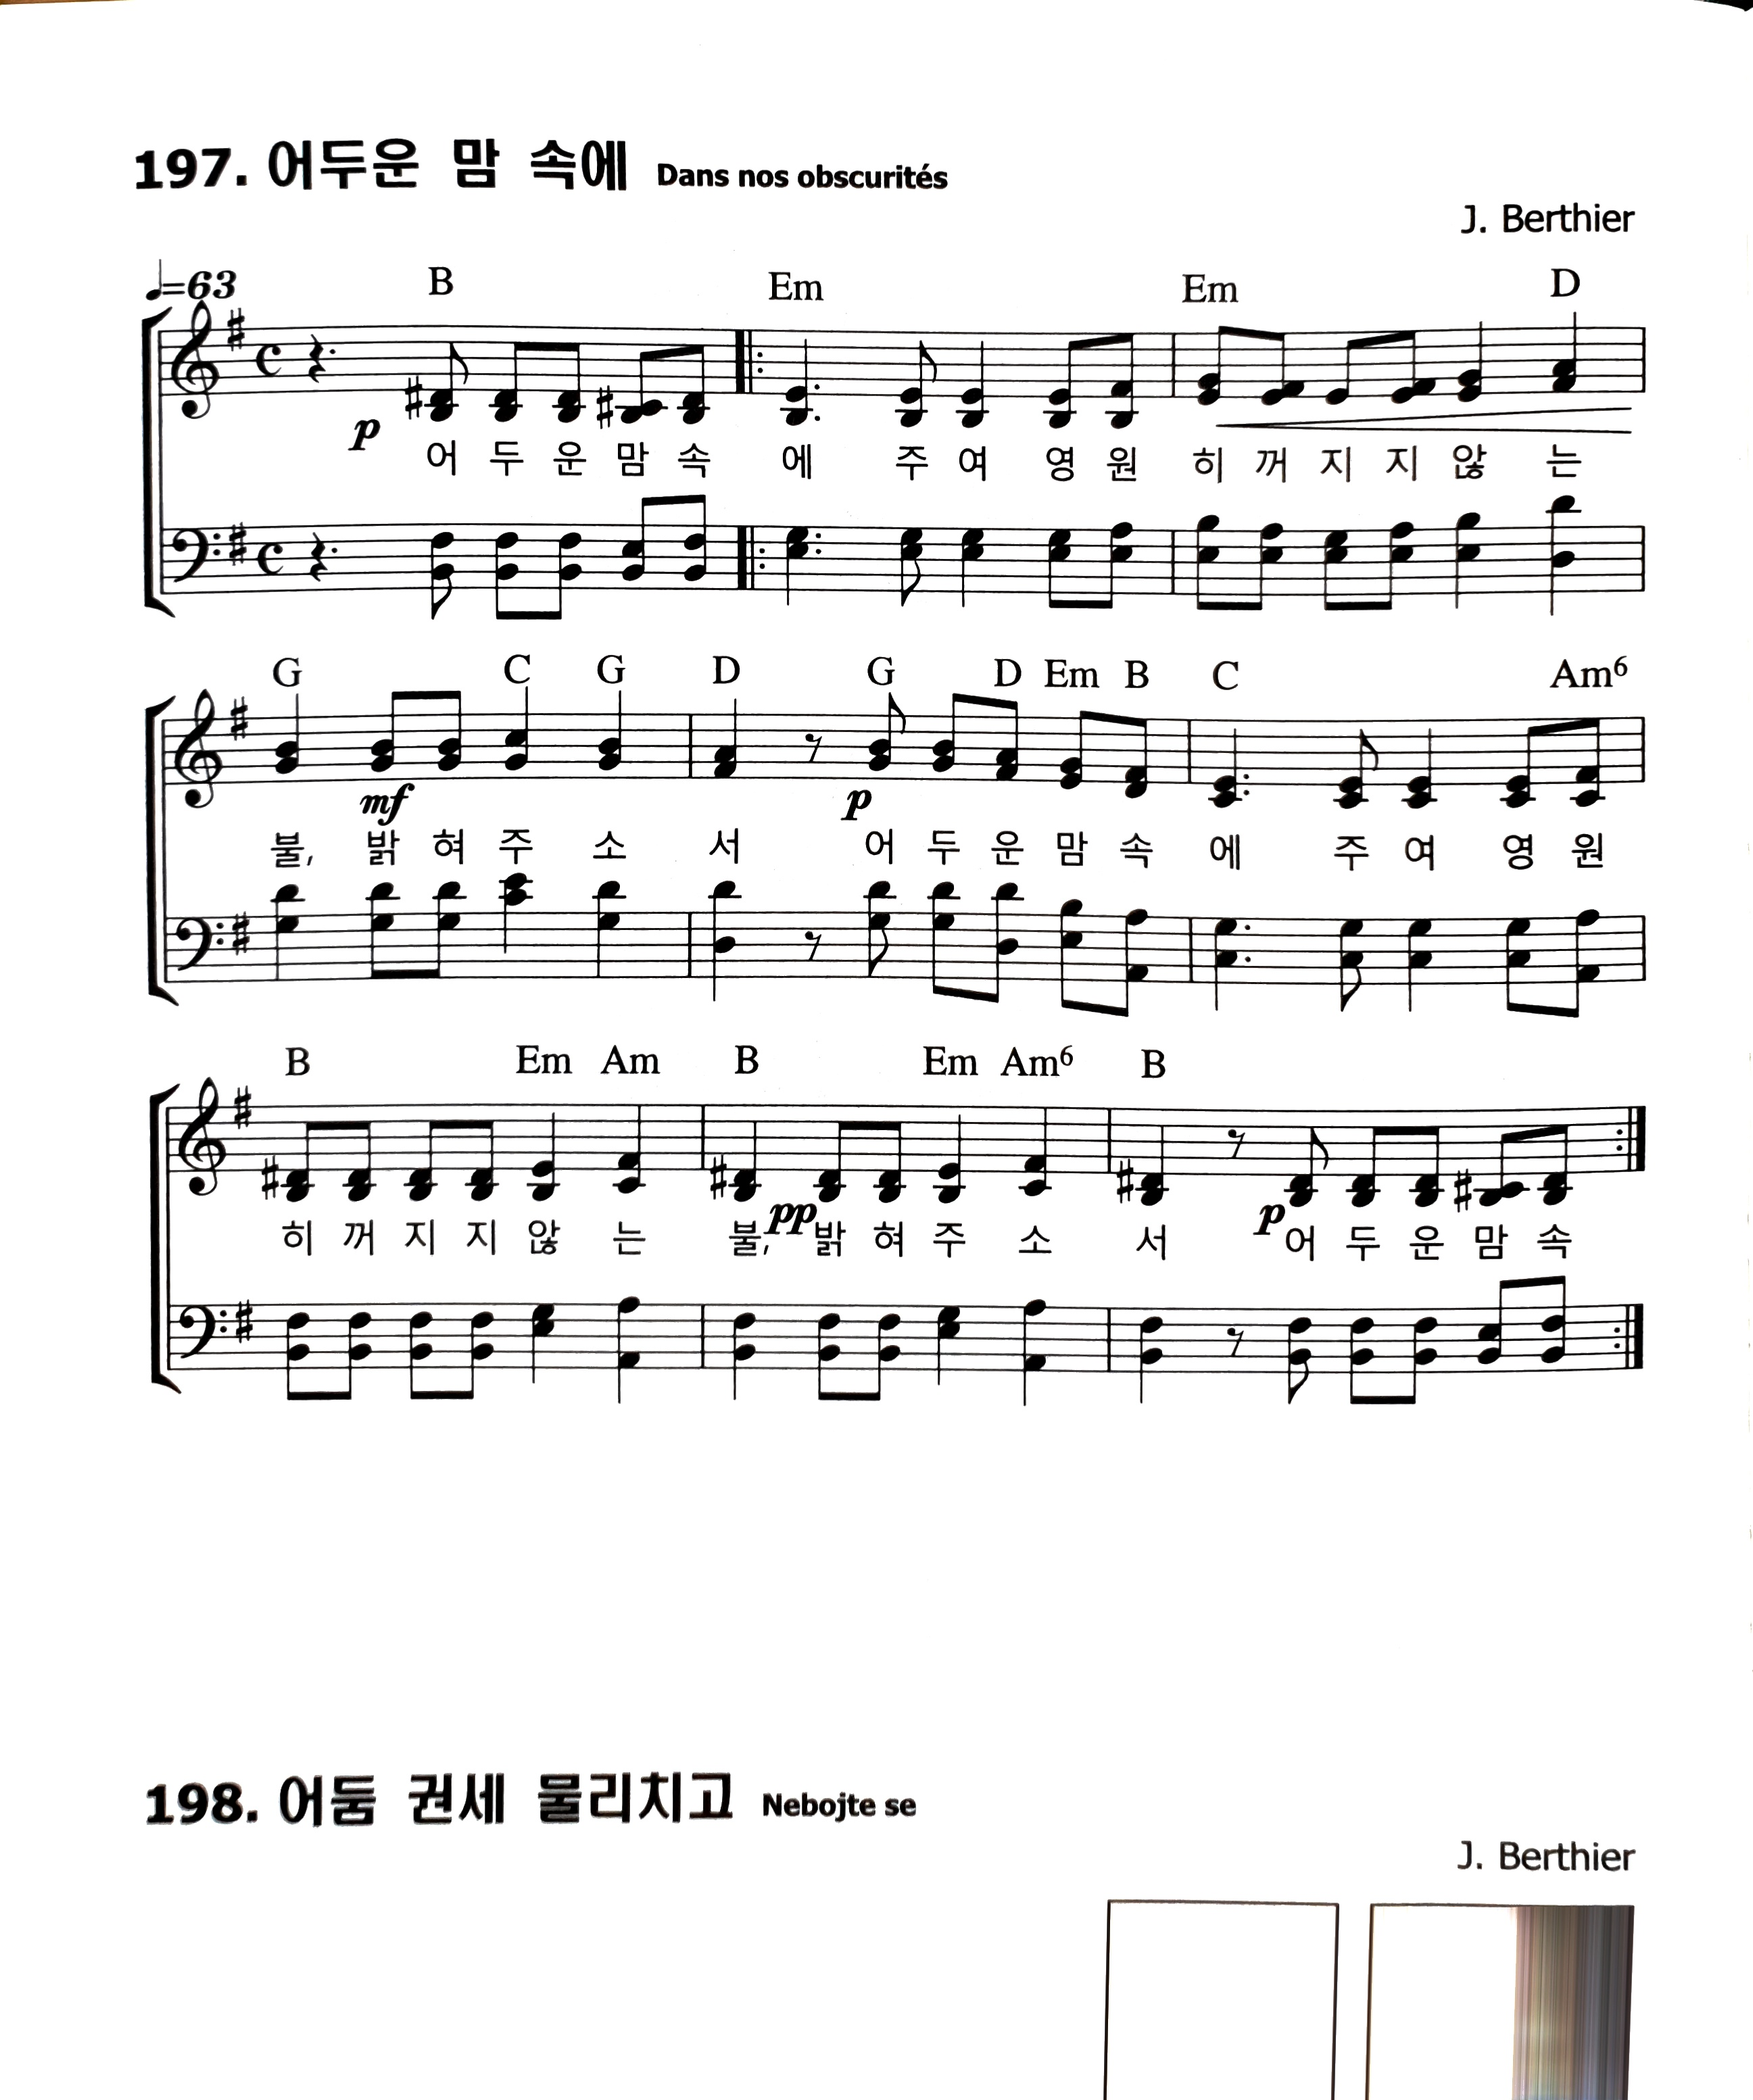 197. 어두운 맘 속에 Dans nos obscurités
J. Berthier
♩=63 B Em Em D
p
어 두 운 맘 속 에 주 여 영 원 히 꺼 지 지 않 는
G C G D G D Em B C Am6
mf p
불, 밝 혀 주 소 서 어 두 운 맘 속 에 주 여 영 원
B Em Am B Em Am6 B
pp p
히 꺼 지 지 않 는 불, 밝 혀 주 소 서 어 두 운 맘 속
198. 어둠 권세 물리치고 Nebojte se
J. Berthier